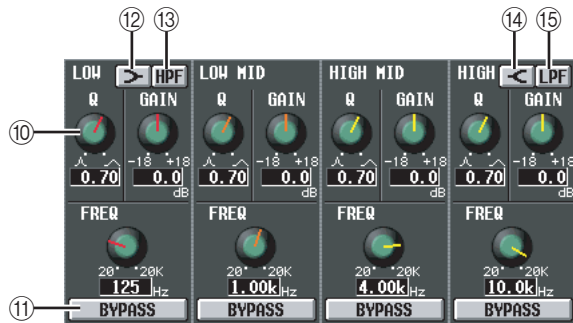 ⑫ ⑬ ⑭ ⑮
LOW HPF LOW MID HIGH MID HIGH LPF
Q GAIN Q GAIN Q GAIN Q GAIN
⑩
-18 +18 -18 +18 -18 +18 -18 +18
0.70 0.0 0.70 0.0 0.70 0.0 0.70 0.0
dB dB dB dB
FREQ FREQ FREQ FREQ
20 20K 20 20K 20 20K 20 20K
125 Hz 1.00k Hz 4.00k Hz 10.0k Hz
⑪ BYPASS BYPASS BYPASS BYPASS